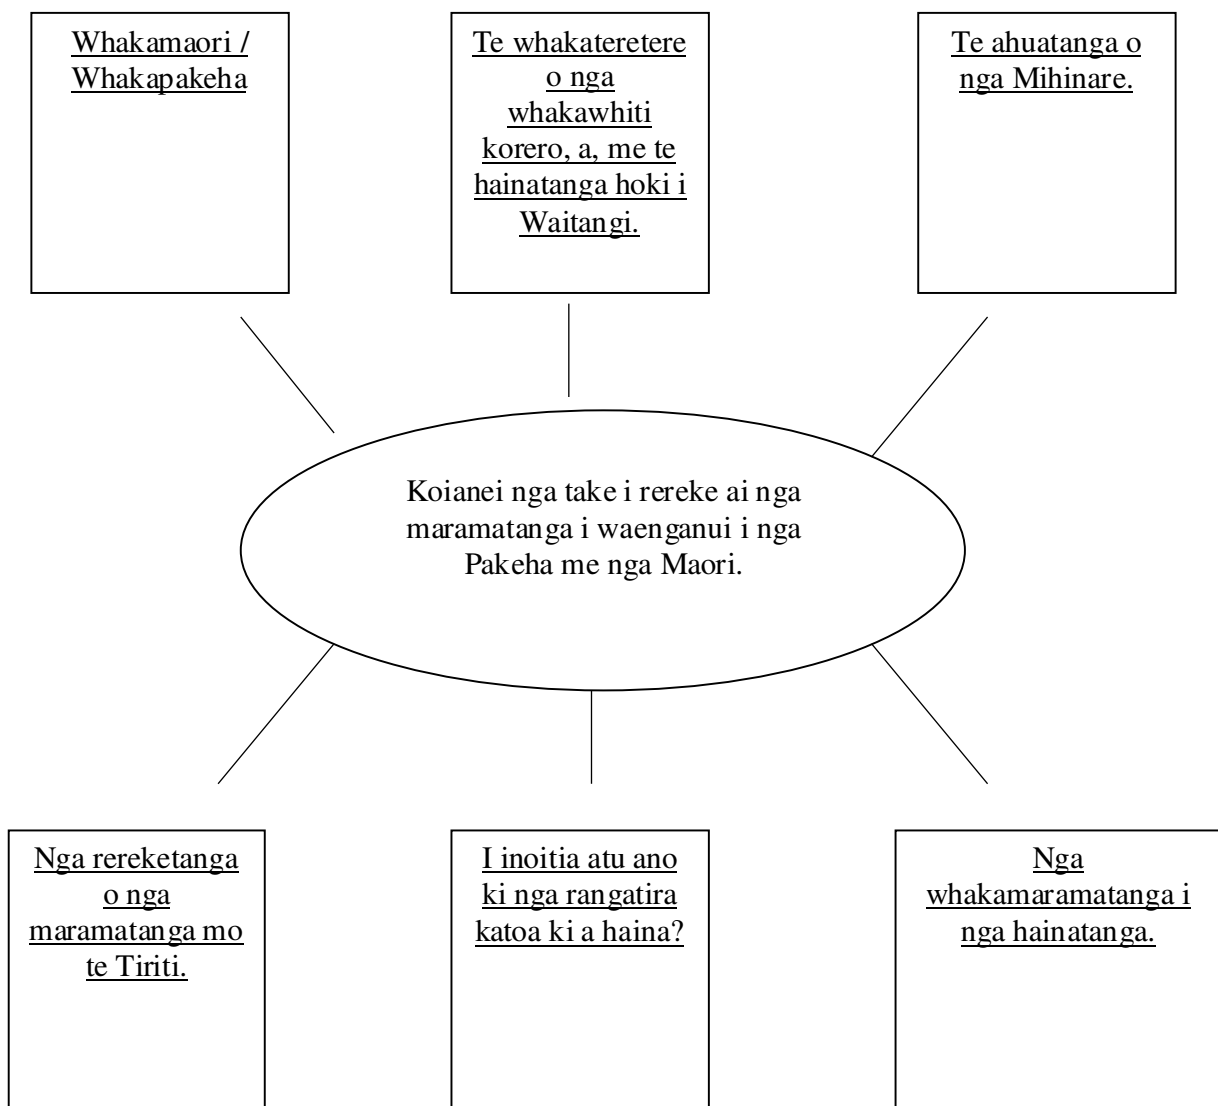 Whakamaori /
Whakapakeha
Te whakateretere
o nga
whakawhiti
korero, a, me te
hainatanga hoki i
Waitangi.
Te ahuatanga o
nga Mihinare.
Koianei nga take i rereke ai nga
maramatanga i waenganui i nga
Pakeha me nga Maori.
Nga rereketanga
o nga
maramatanga mo
te Tiriti.
I inoitia atu ano
ki nga rangatira
katoa ki a haina?
Nga
whakamaramatanga i
nga hainatanga.